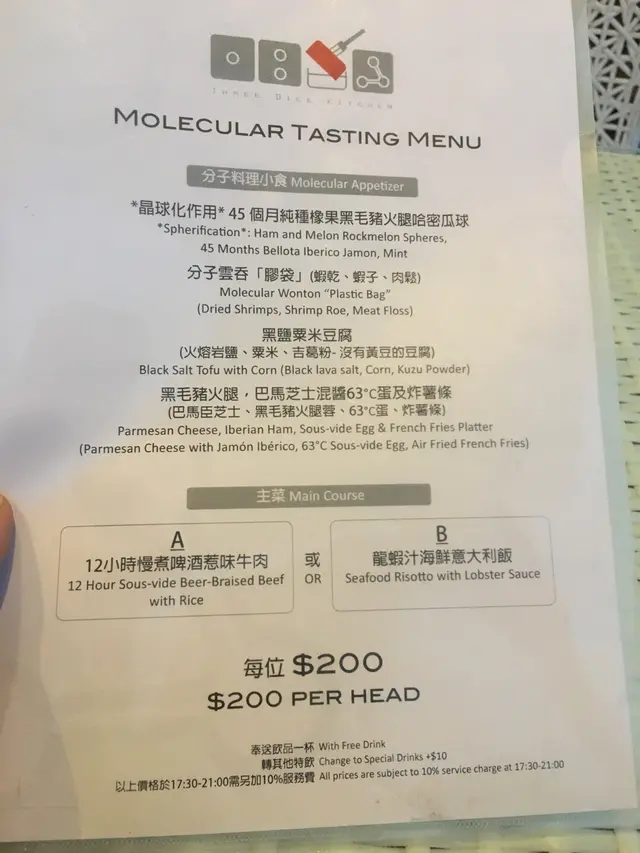 THREE DICE KITCHEN
MOLECULAR TASTING MENU
分子料理小食 Molecular Appetizer
*晶球化作用* 45 個月純種橡果黑毛豬火腿哈密瓜球
*Spherification*: Ham and Melon Rockmelon Spheres,
45 Months Bellota Iberico Jamon, Mint
分子雲吞「膠袋」(蝦乾、蝦子、肉鬆)
Molecular Wonton “Plastic Bag”
(Dried Shrimps, Shrimp Roe, Meat Floss)
黑鹽粟米豆腐
(火熔岩鹽、粟米、吉葛粉- 沒有黃豆的豆腐)
Black Salt Tofu with Corn (Black lava salt, Corn, Kuzu Powder)
黑毛豬火腿，巴馬芝士混醬63°C蛋及炸薯條
(巴馬臣芝士、黑毛豬火腿蓉、63°C蛋、炸薯條)
Parmesan Cheese, Iberian Ham, Sous-vide Egg & French Fries Platter
(Parmesan Cheese with Jamón Ibérico, 63°C Sous-vide Egg, Air Fried French Fries)
主菜 Main Course
A
12小時慢煮啤酒惹味牛肉
12 Hour Sous-vide Beer-Braised Beef
with Rice
或
OR
B
龍蝦汁海鮮意大利飯
Seafood Risotto with Lobster Sauce
每位 $200
$200 PER HEAD
奉送飲品一杯 With Free Drink
轉其他特飲 Change to Special Drinks +$10
以上價格於17:30-21:00需另加10%服務費 All prices are subject to 10% service charge at 17:30-21:00